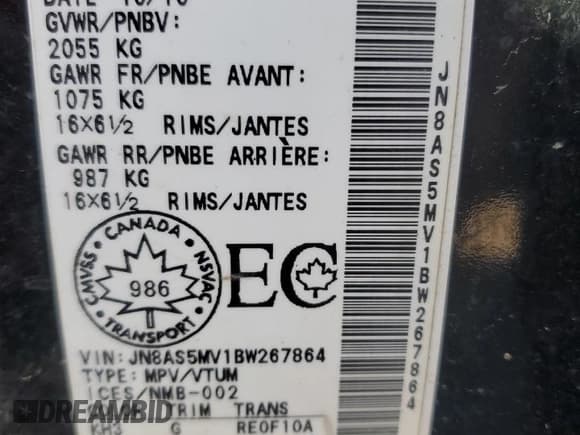 GVWR/PNBV:
2055 KG
GAWR FR/PNBE AVANT:
1075 KG
16X6½ RIMS/JANTES
GAWR RR/PNBE ARRIÈRE:
987 KG
16X6½ RIMS/JANTES
CANADA
CMVSS NSVAC
986
TRANSPORT
EC
VIN: JN8AS5MV1BW267864
TYPE: MPV/VTUM
ICES/NMB-002
TRIM TRANS
G RE0F10A
JN8AS5MV1BW267864
DREAMBID